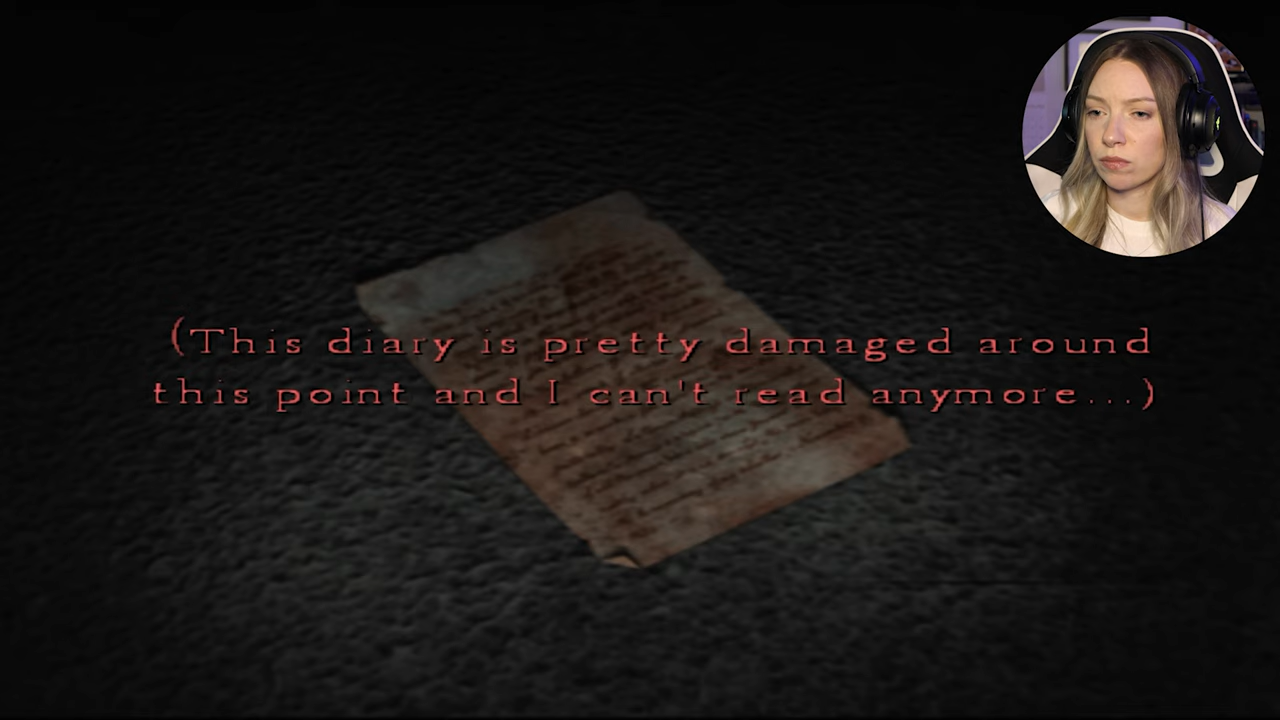 (This diary is pretty damaged around
this point and I can't read anymore...)